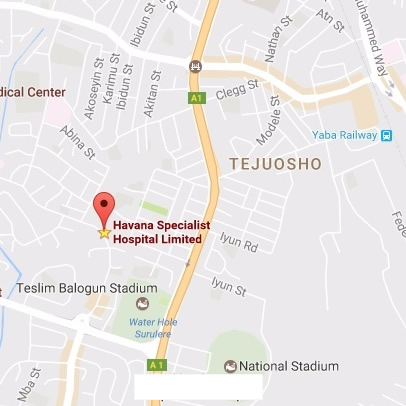 Ibidun St
Nathan St
Atn St
Muhammed Way
dical Center
Akoseyin St
Karimu St
Ibidun St
Akitan St
A1
Clegg St
Modele St
Yaba Railway
Abina St
TEJUOSHO
Havana Specialist
Hospital Limited
Iyun Rd
Iyun St
Teslim Balogun Stadium
Water Hole
Surulere
A 1
National Stadium
Mba St